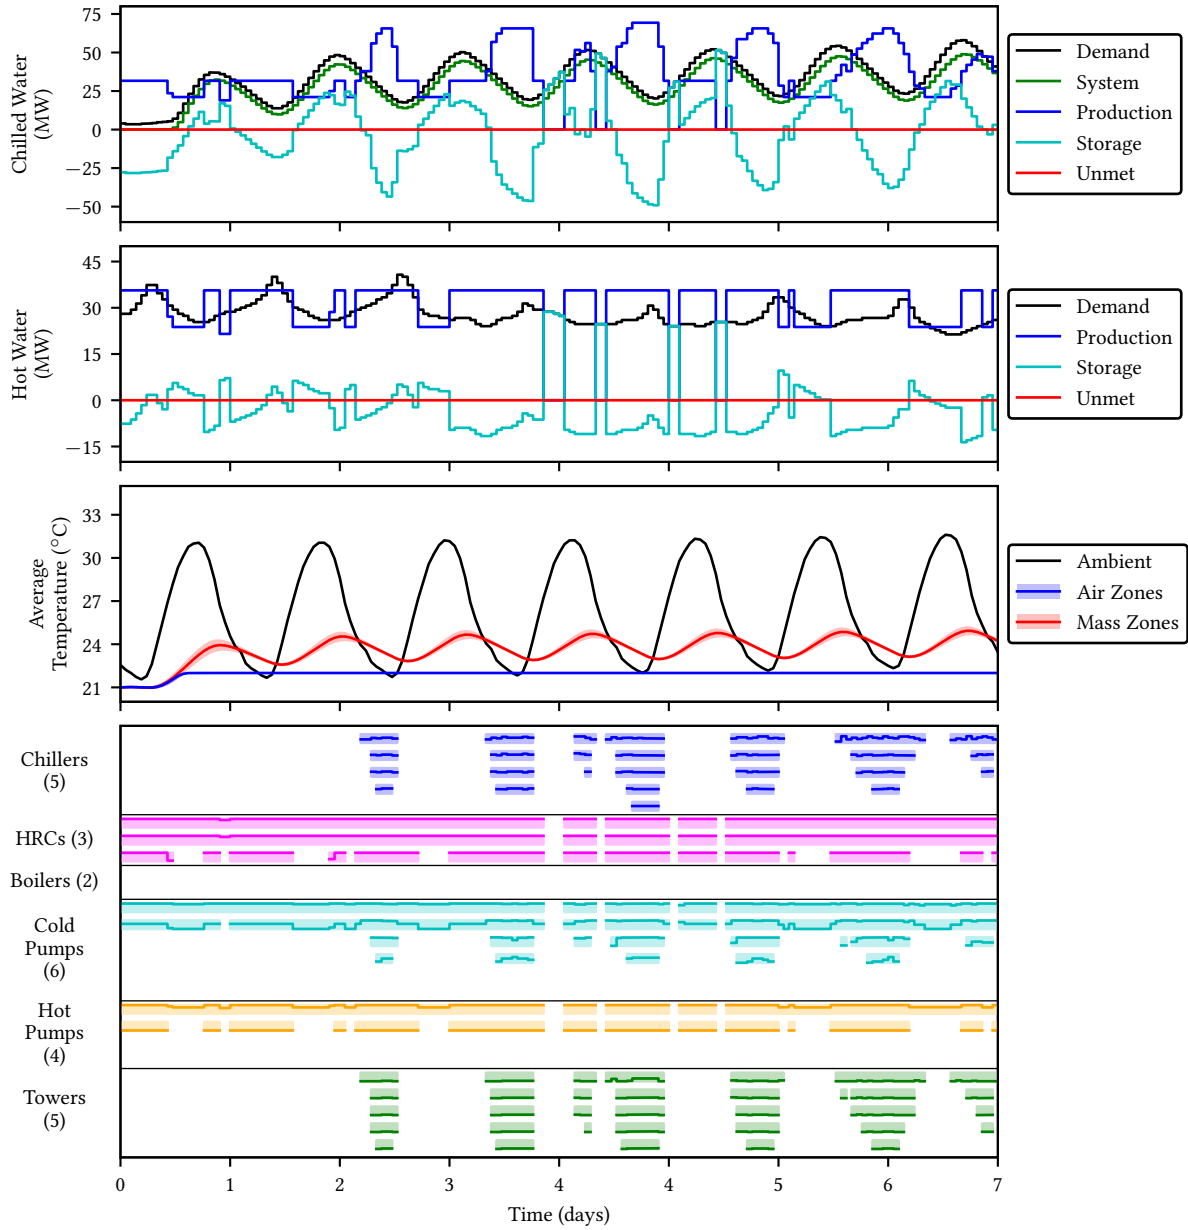 Chilled Water
(MW)
75
50
25
0
−25
−50
Demand
System
Production
Storage
Unmet
Hot Water
(MW)
45
30
15
0
−15
Demand
Production
Storage
Unmet
Average
Temperature (°C)
33
30
27
24
21
Ambient
Air Zones
Mass Zones
Chillers
(5)
HRCs (3)
Boilers (2)
Cold
Pumps
(6)
Hot
Pumps
(4)
Towers
(5)
0 1 2 3 4 4 5 6 7
Time (days)